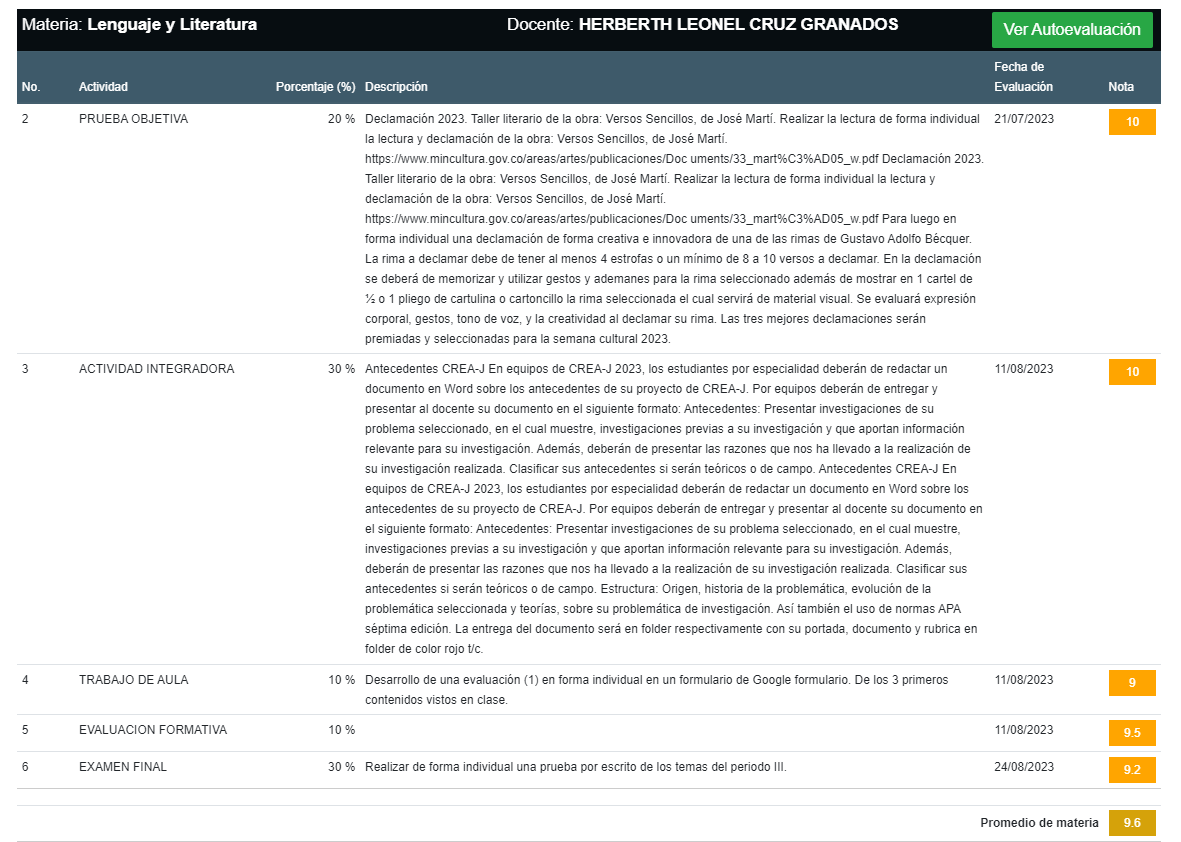 Materia: Lenguaje y Literatura Docente: HERBERTH LEONEL CRUZ GRANADOS Ver Autoevaluación
No. Actividad Porcentaje (%) Descripción Fecha de Evaluación Nota
2 PRUEBA OBJETIVA 20 % Declamación 2023. Taller literario de la obra: Versos Sencillos, de José Martí. Realizar la lectura de forma individual 21/07/2023 10
la lectura y declamación de la obra: Versos Sencillos, de José Martí.
https://www.mincultura.gov.co/areas/artes/publicaciones/Doc uments/33_mart%C3%AD05_w.pdf Declamación 2023.
Taller literario de la obra: Versos Sencillos, de José Martí. Realizar la lectura de forma individual la lectura y
declamación de la obra: Versos Sencillos, de José Martí.
https://www.mincultura.gov.co/areas/artes/publicaciones/Doc uments/33_mart%C3%AD05_w.pdf Para luego en
forma individual una declamación de forma creativa e innovadora de una de las rimas de Gustavo Adolfo Bécquer.
La rima a declamar debe de tener al menos 4 estrofas o un mínimo de 8 a 10 versos a declamar. En la declamación
se deberá de memorizar y utilizar gestos y ademanes para la rima seleccionado además de mostrar en 1 cartel de
½ o 1 pliego de cartulina o cartoncillo la rima seleccionada el cual servirá de material visual. Se evaluará expresión
corporal, gestos, tono de voz, y la creatividad al declamar su rima. Las tres mejores declamaciones serán
premiadas y seleccionadas para la semana cultural 2023.
3 ACTIVIDAD INTEGRADORA 30 % Antecedentes CREA-J En equipos de CREA-J 2023, los estudiantes por especialidad deberán de redactar un 11/08/2023 10
documento en Word sobre los antecedentes de su proyecto de CREA-J. Por equipos deberán de entregar y
presentar al docente su documento en el siguiente formato: Antecedentes: Presentar investigaciones de su
problema seleccionado, en el cual muestre, investigaciones previas a su investigación y que aportan información
relevante para su investigación. Además, deberán de presentar las razones que nos ha llevado a la realización de
su investigación realizada. Clasificar sus antecedentes si serán teóricos o de campo. Antecedentes CREA-J En
equipos de CREA-J 2023, los estudiantes por especialidad deberán de redactar un documento en Word sobre los
antecedentes de su proyecto de CREA-J. Por equipos deberán de entregar y presentar al docente su documento en
el siguiente formato: Antecedentes: Presentar investigaciones de su problema seleccionado, en el cual muestre,
investigaciones previas a su investigación y que aportan información relevante para su investigación. Además,
deberán de presentar las razones que nos ha llevado a la realización de su investigación realizada. Clasificar sus
antecedentes si serán teóricos o de campo. Estructura: Origen, historia de la problemática, evolución de la
problemática seleccionada y teorías, sobre su problemática de investigación. Así también el uso de normas APA
séptima edición. La entrega del documento será en folder respectivamente con su portada, documento y rubrica en
folder de color rojo t/c.
4 TRABAJO DE AULA 10 % Desarrollo de una evaluación (1) en forma individual en un formulario de Google formulario. De los 3 primeros 11/08/2023 9
contenidos vistos en clase.
5 EVALUACION FORMATIVA 10 % 11/08/2023 9.5
6 EXAMEN FINAL 30 % Realizar de forma individual una prueba por escrito de los temas del periodo III. 24/08/2023 9.2
Promedio de materia 9.6